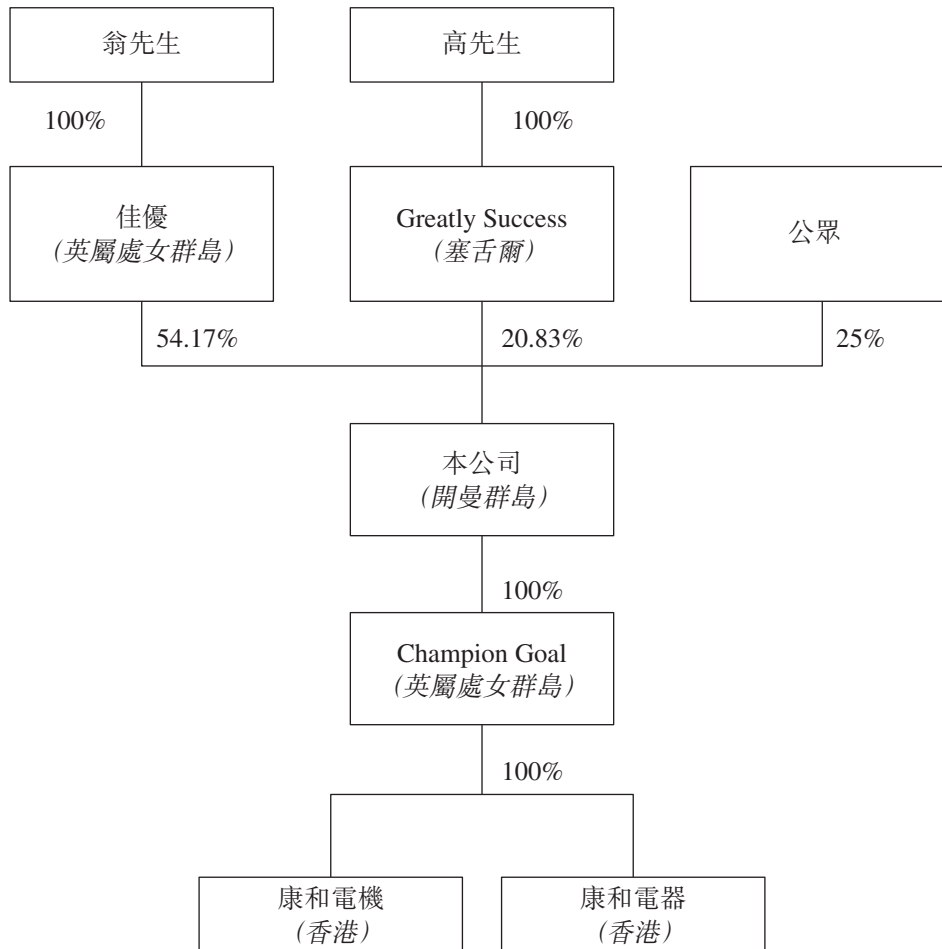 翁先生
高先生
100%
100%
佳優
(英屬處女群島)
Greatly Success
(塞舌爾)
公眾
54.17%
20.83%
25%
本公司
(開曼群島)
100%
Champion Goal
(英屬處女群島)
100%
康和電機
(香港)
康和電器
(香港)